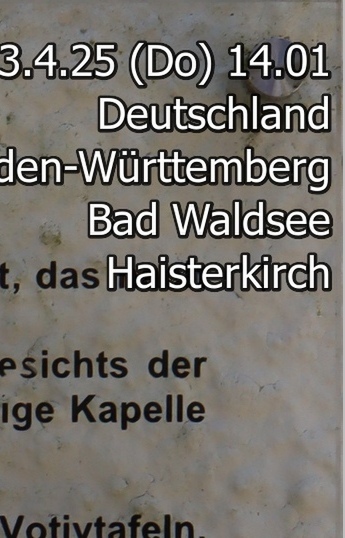 3.4.25 (Do) 14.01
Deutschland
den-Württemberg
Bad Waldsee
Haisterkirch
t, das
esichts der
ige Kapelle
Votivtafeln.